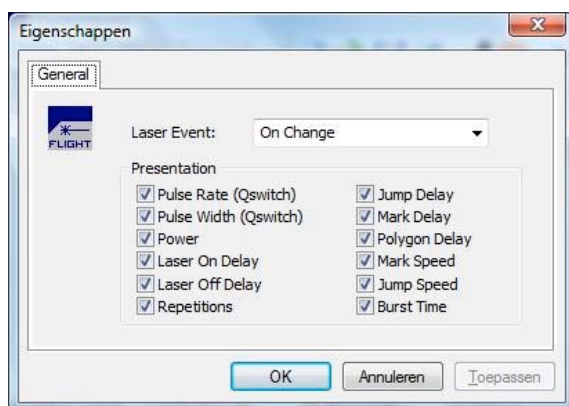 Eigenschappen
General
FLIGHT
Laser Event: On Change
Presentation
Pulse Rate (Qswitch) Jump Delay
Pulse Width (Qswitch) Mark Delay
Power Polygon Delay
Laser On Delay Mark Speed
Laser Off Delay Jump Speed
Repetitions Burst Time
OK Annuleren Toepassen